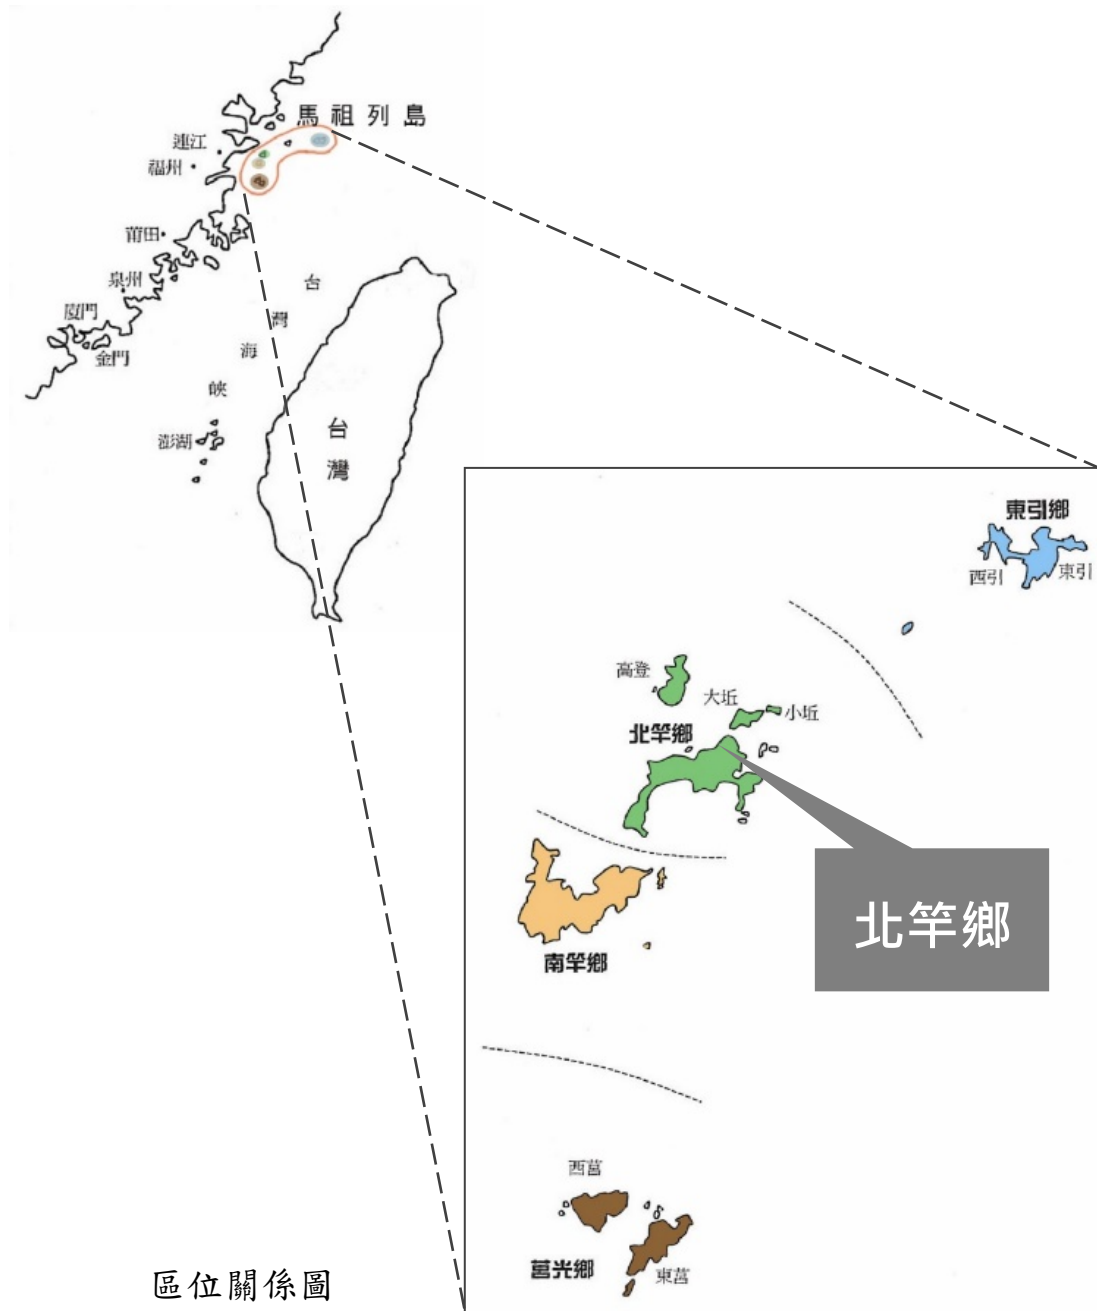 馬祖列島
連江
福州
莆田
泉州
廈門
金門
台灣海峽
澎湖
台灣
東引鄉
西引
東引
高登
大坵
小坵
北竿鄉
北竿鄉
南竿鄉
西莒
莒光鄉
東莒
區位關係圖